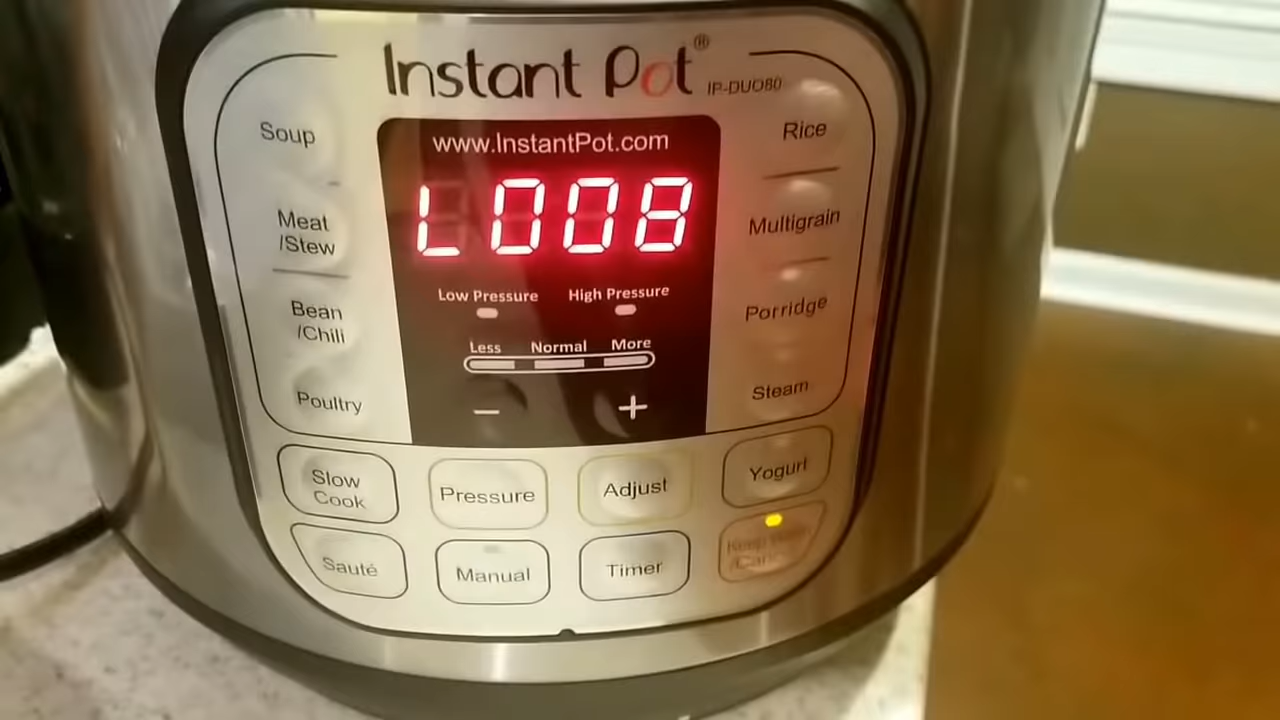 Instant Pot®
IP-DUO80
www.InstantPot.com
L008
Low Pressure
High Pressure
Less
Normal
More
−
+
Soup
Meat
/Stew
Bean
/Chili
Poultry
Rice
Multigrain
Porridge
Steam
Slow
Cook
Pressure
Adjust
Yogurt
Sauté
Manual
Timer
Keep